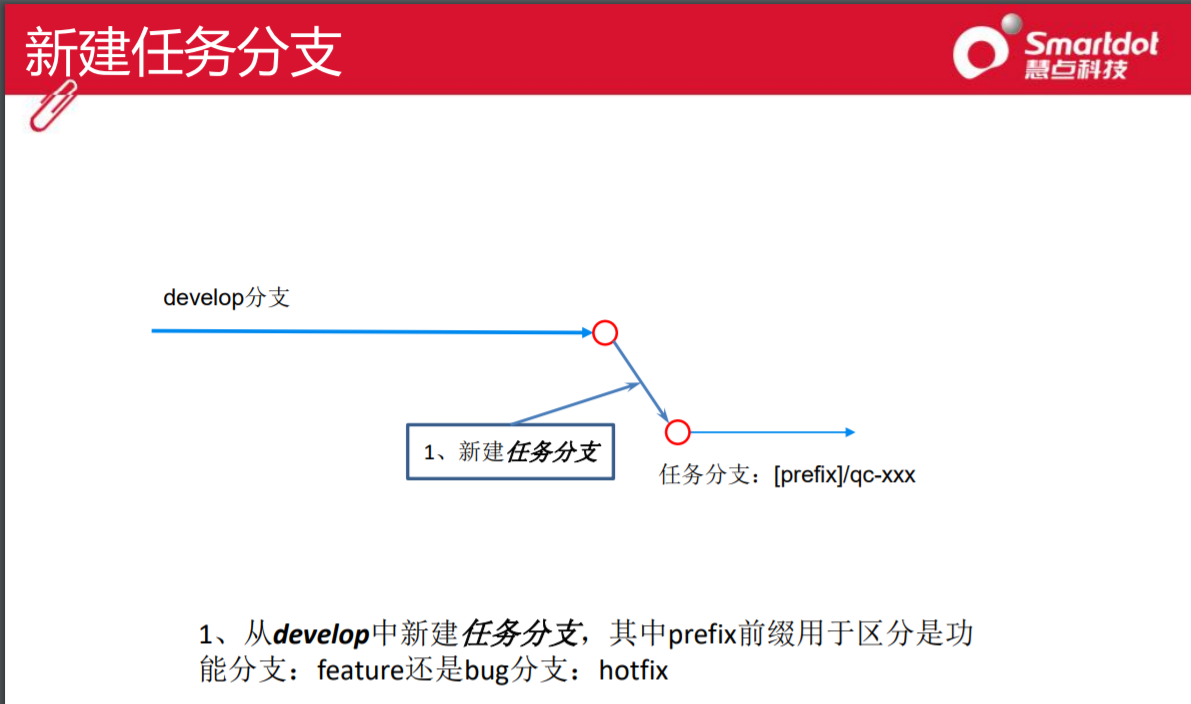 新建任务分支
Smartdot
慧点科技
develop分支
1、新建任务分支
任务分支：[prefix]/qc-xxx
1、从develop中新建任务分支，其中prefix前缀用于区分是功
能分支：feature还是bug分支：hotfix